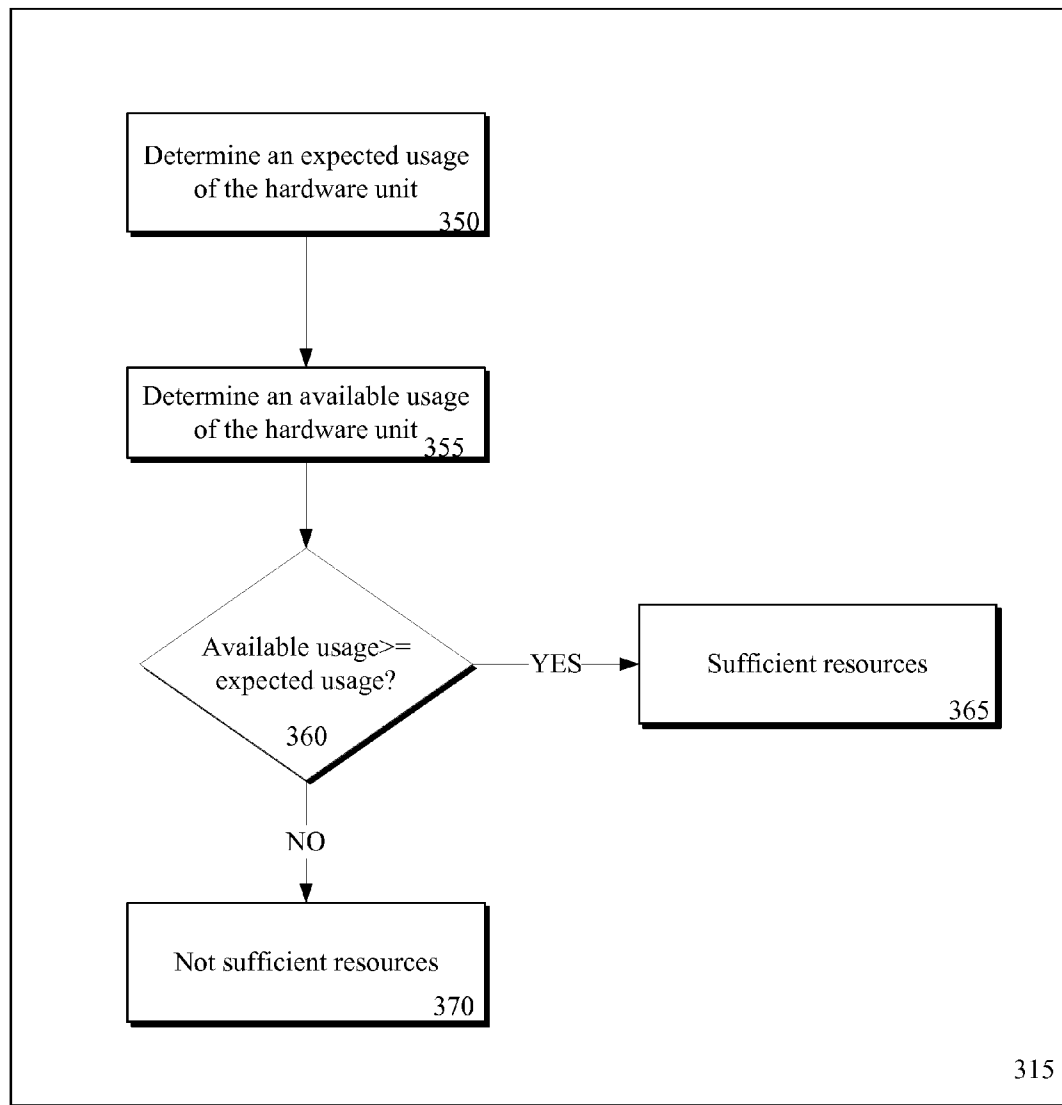 Determine an expected usage
of the hardware unit
350
Determine an available usage
of the hardware unit
355
Available usage>=
expected usage?
360
YES
Sufficient resources
365
NO
Not sufficient resources
370
315